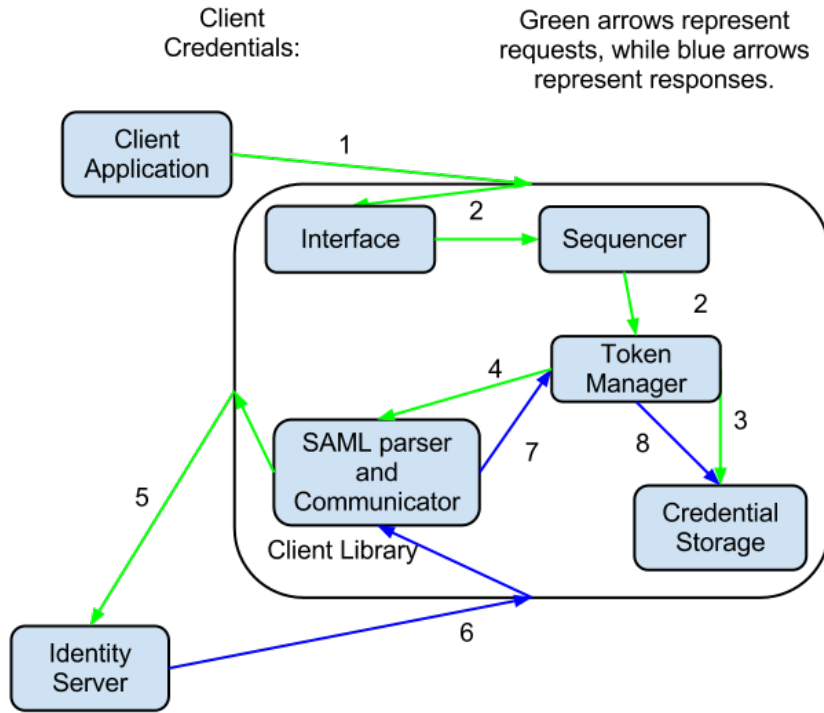 Client
Credentials:
Green arrows represent
requests, while blue arrows
represent responses.
Client
Application
1
Interface
2
Sequencer
2
Token
Manager
4
3
SAML parser
and
Communicator
7
8
5
Credential
Storage
Client Library
6
Identity
Server